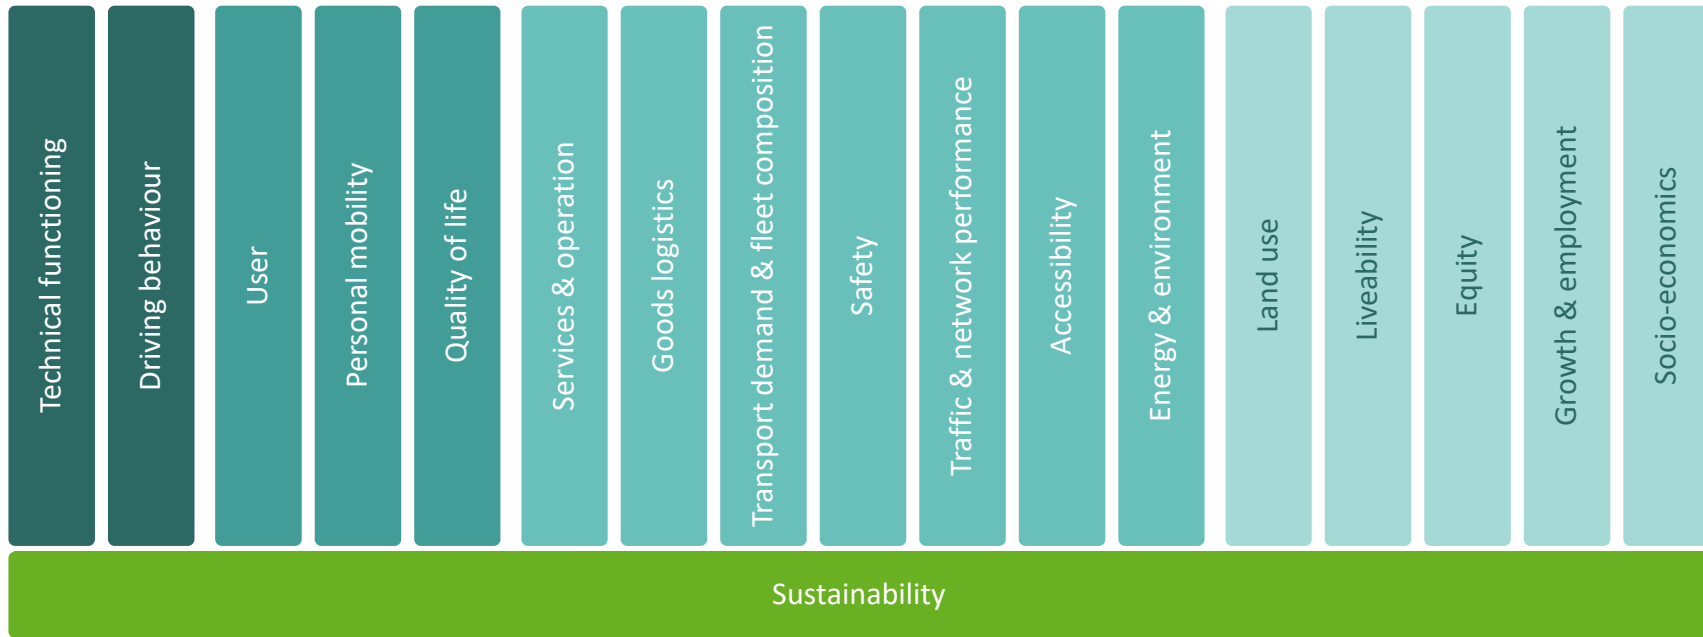 Technical functioning
Driving behaviour
User
Personal mobility
Quality of life
Services & operation
Goods logistics
Transport demand & fleet composition
Safety
Traffic & network performance
Accessibility
Energy & environment
Land use
Liveability
Equity
Growth & employment
Socio-economics
Sustainability